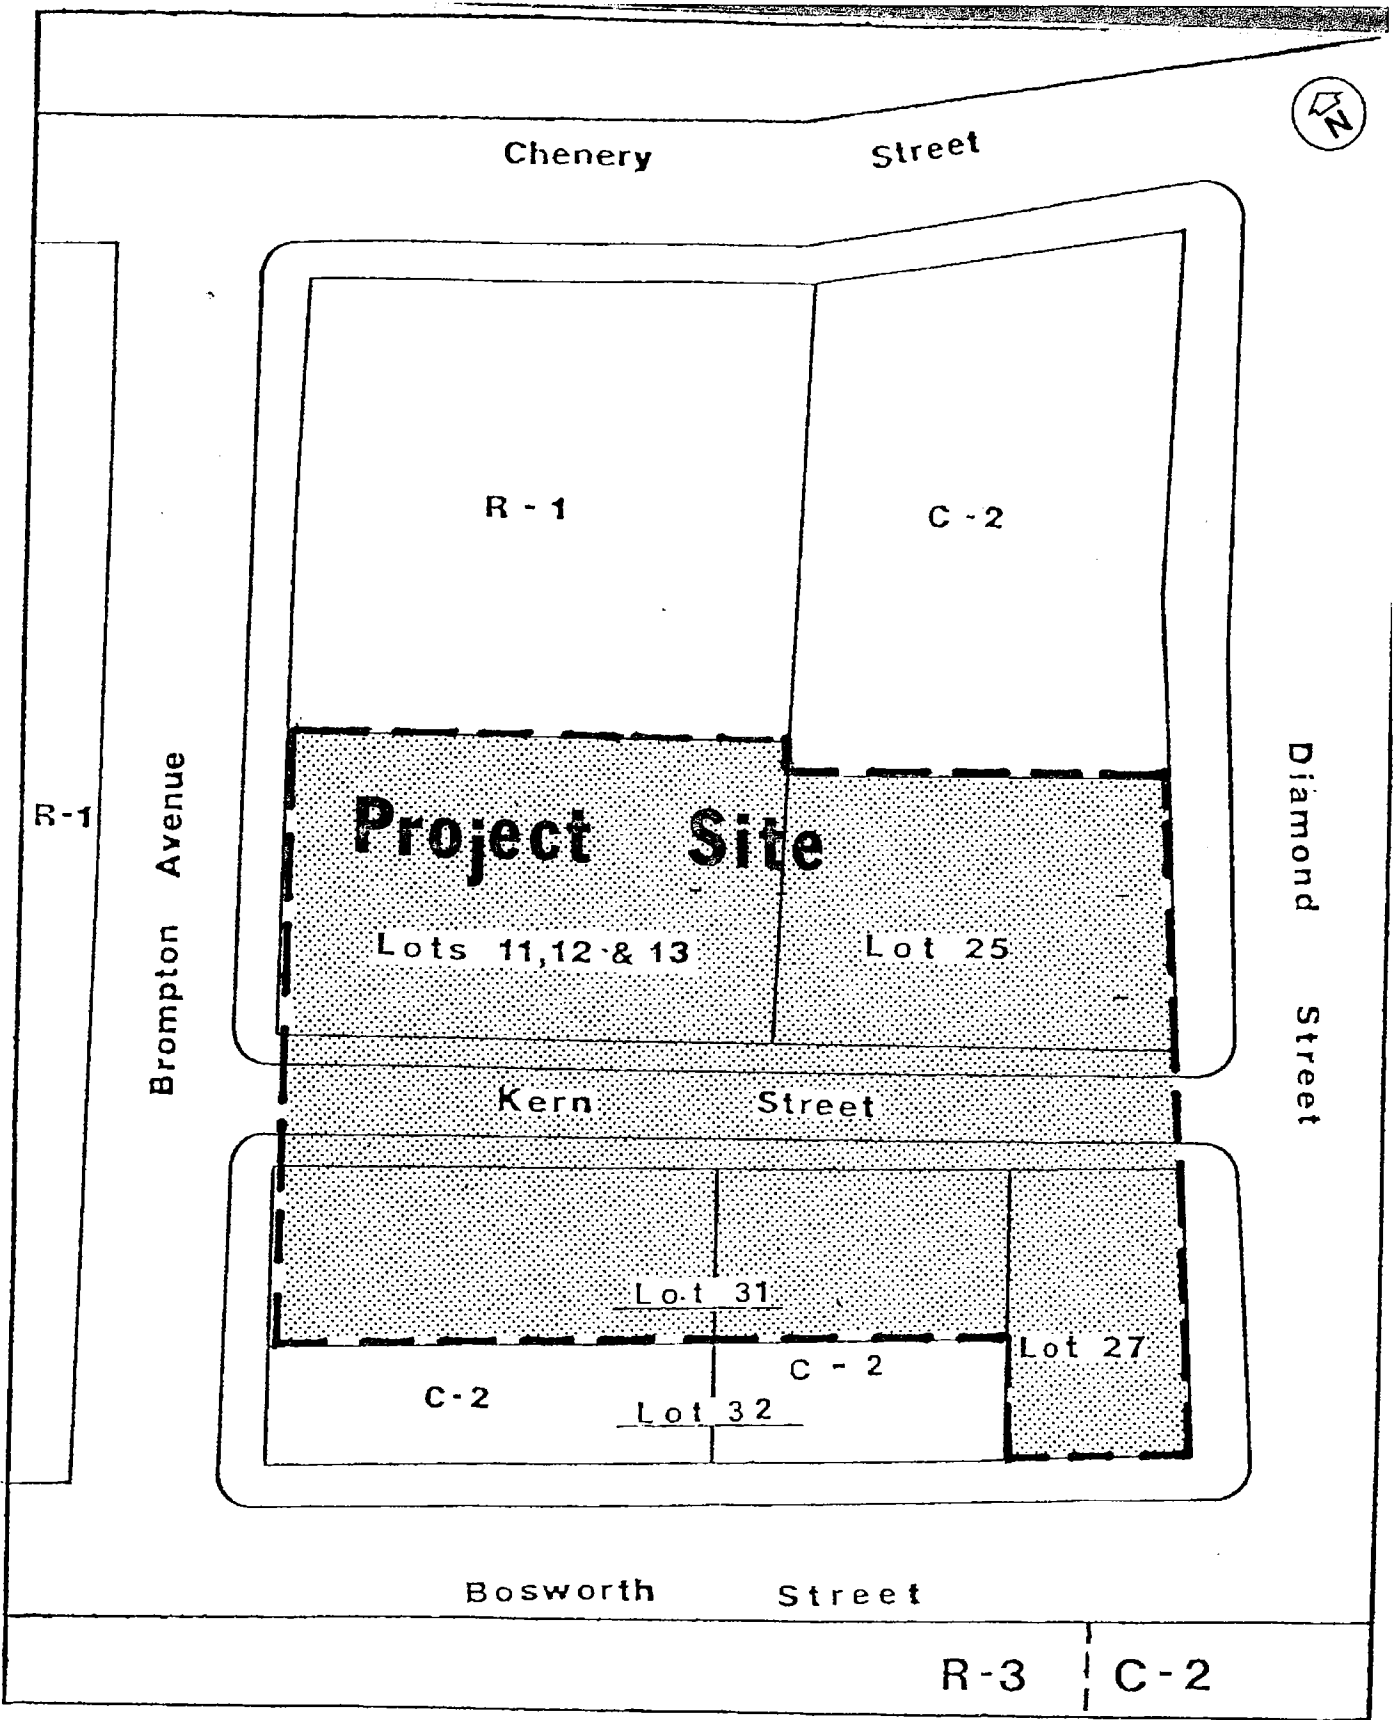 N
Chenery Street
R - 1
C - 2
R-1
Brompton Avenue
Project Site
Diamond Street
Lots 11,12 & 13
Lot 25
Kern Street
Lot 31
Lot 27
C - 2
C-2
Lot 32
Bosworth Street
R-3
C-2